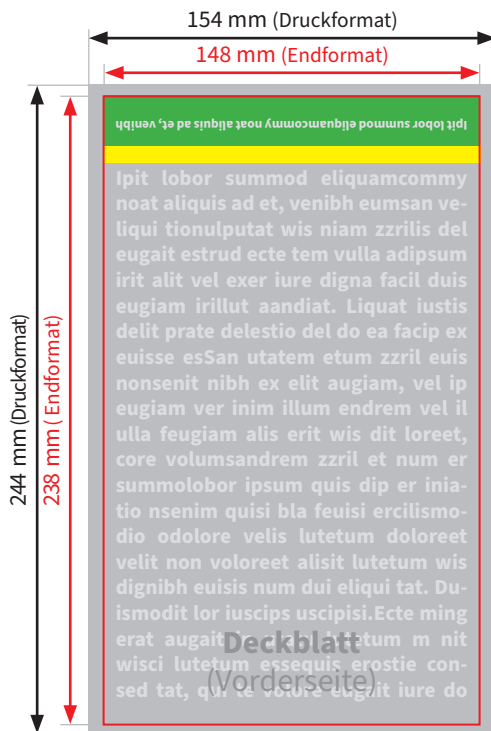 154 mm (Druckformat)
148 mm (Endformat)
244 mm (Druckformat)
238 mm ( Endformat)
Ipit lobor summod eliquamcommy noat aliquis ad et, venibh
Ipit lobor summod eliquamcommy
noat aliquis ad et, venibh eumsan ve-
liqui tionulputat wis niam zzrilis del
eugait estrud ecte tem vulla adipsum
irit alit vel exer iure digna facil duis
eugiam irillut aandiat. Liquat iustis
delit prate delestio del do ea facip ex
euisse esSan utatem etum zzril euis
nonsenit nibh ex elit augiam, vel ip
eugiam ver inim illum endrem vel il
ulla feugiam alis erit wis dit loreet,
core volumsandrem zzril et num er
summolobor ipsum quis dip er inia-
tio nsenim quisi bla feuisi ercilismo-
dio odolore velis lutetum doloreet
velit non voloreet alisit lutetum wis
dignibh euisis num dui eliqui tat. Du-
ismodit lor iuscips uscipisi.Ecte ming
erat augait m nit
wisci lutetum essequis erostie con-
sed tat, qui te volore eugait iure do
Deckblatt
(Vorderseite)